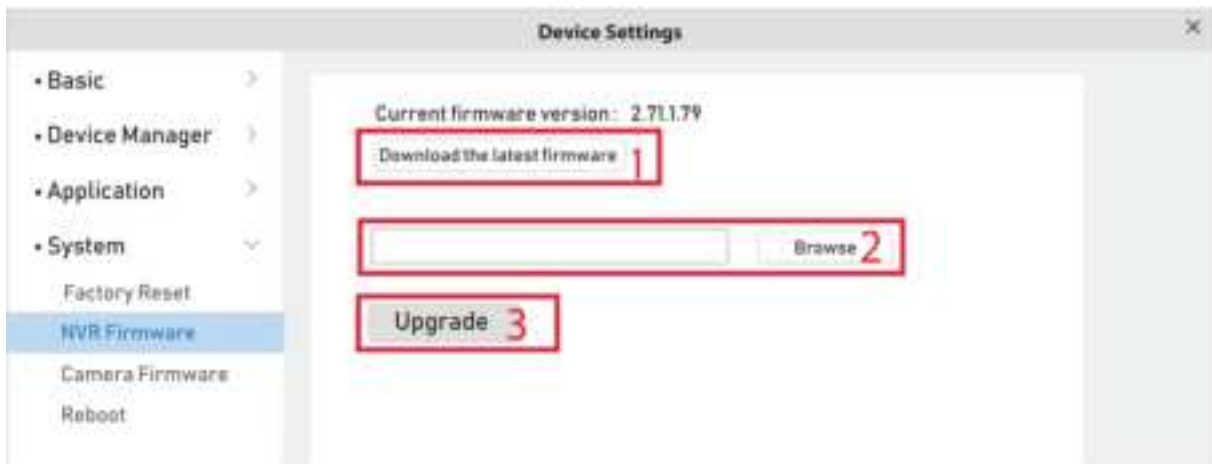 Device Settings
×
• Basic
• Device Manager
• Application
• System
Factory Reset
NVR Firmware
Camera Firmware
Reboot
Current firmware version: 2.71.1.79
Download the latest firmware 1
Browse 2
Upgrade 3